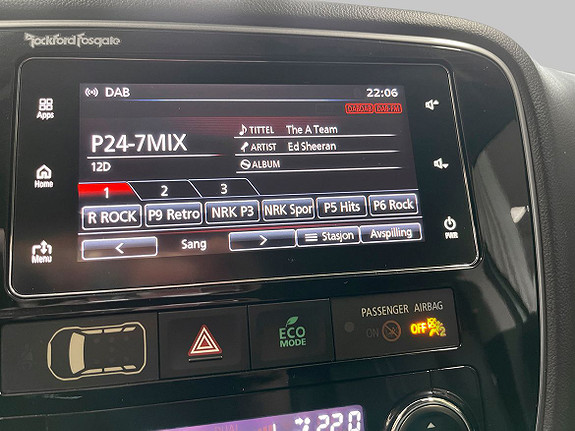 Rockford Fosgate
DAB 22:06
Apps
P24-7MIX
TITTEL The A Team
ARTIST Ed Sheeran
12D
ALBUM
Home
1 2 3
R ROCK P9 Retro NRK P3 NRK Spor P5 Hits P6 Rock
< Sang > Stasjon Avspilling
Menu
PWR
ECO
MODE
PASSENGER AIRBAG
ON OFF
22.0